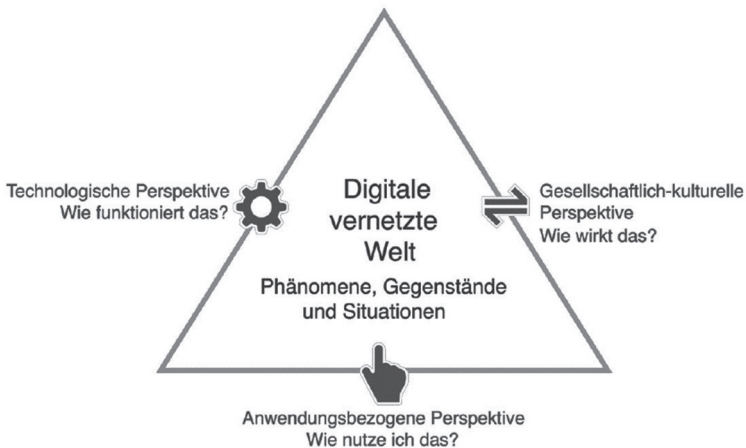 Technologische Perspektive
Wie funktioniert das?
Digitale
vernetzte
Welt
Phänomene, Gegenstände
und Situationen
Gesellschaftlich-kulturelle
Perspektive
Wie wirkt das?
Anwendungsbezogene Perspektive
Wie nutze ich das?